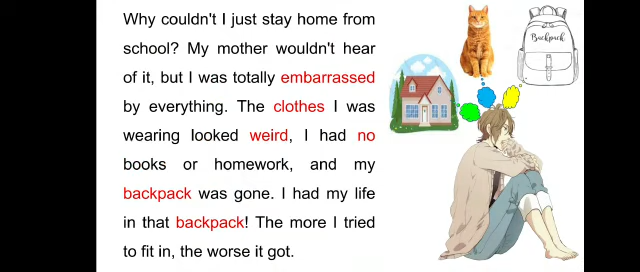 Why couldn't I just stay home from
school? My mother wouldn't hear
of it, but I was totally embarrassed
by everything. The clothes I was
wearing looked weird, I had no
books or homework, and my
backpack was gone. I had my life
in that backpack! The more I tried
to fit in, the worse it got.
Backpack